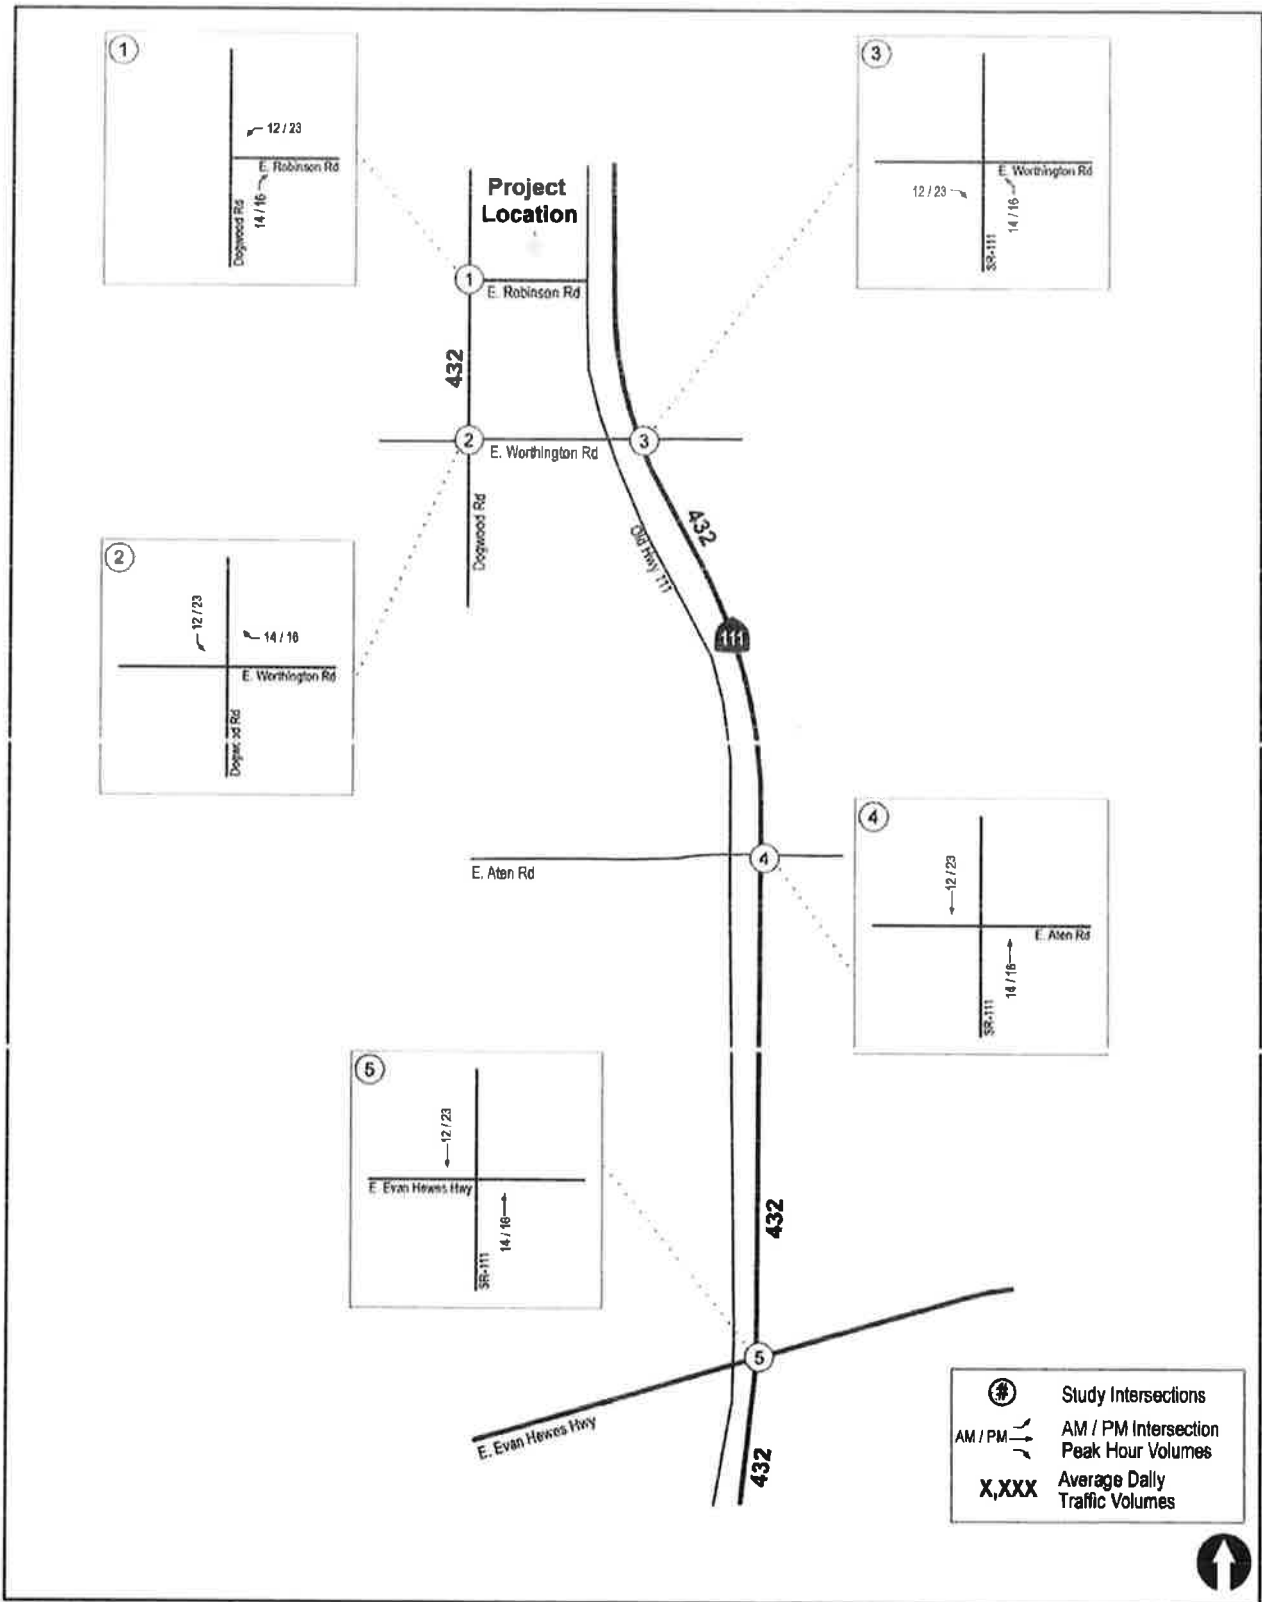 1
12 / 23
E. Robinson Rd
14 / 16
Dogwood Rd
3
E. Worthington Rd
12 / 23
14 / 16
SR-111
Project
Location
1
E. Robinson Rd
432
2
E. Worthington Rd
3
Dogwood Rd
432
Old Hwy 111
111
2
12 / 23
14 / 16
E. Worthington Rd
Dogwood Rd
4
12 / 23
E. Aten Rd
14 / 16
SR-111
E. Aten Rd
4
5
12 / 23
E. Evan Hewes Hwy
14 / 16
SR-111
432
5
E. Evan Hewes Hwy
432
# Study Intersections
AM / PM AM / PM Intersection
Peak Hour Volumes
X,XXX Average Daily
Traffic Volumes